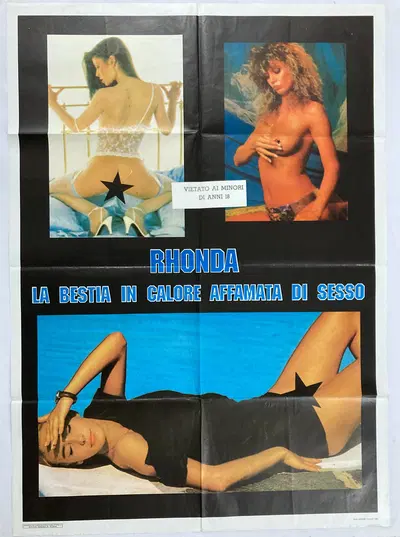 VIETATO AI MINORI
DI ANNI 18
RHONDA
LA BESTIA IN CALORE AFFAMATA DI SESSO